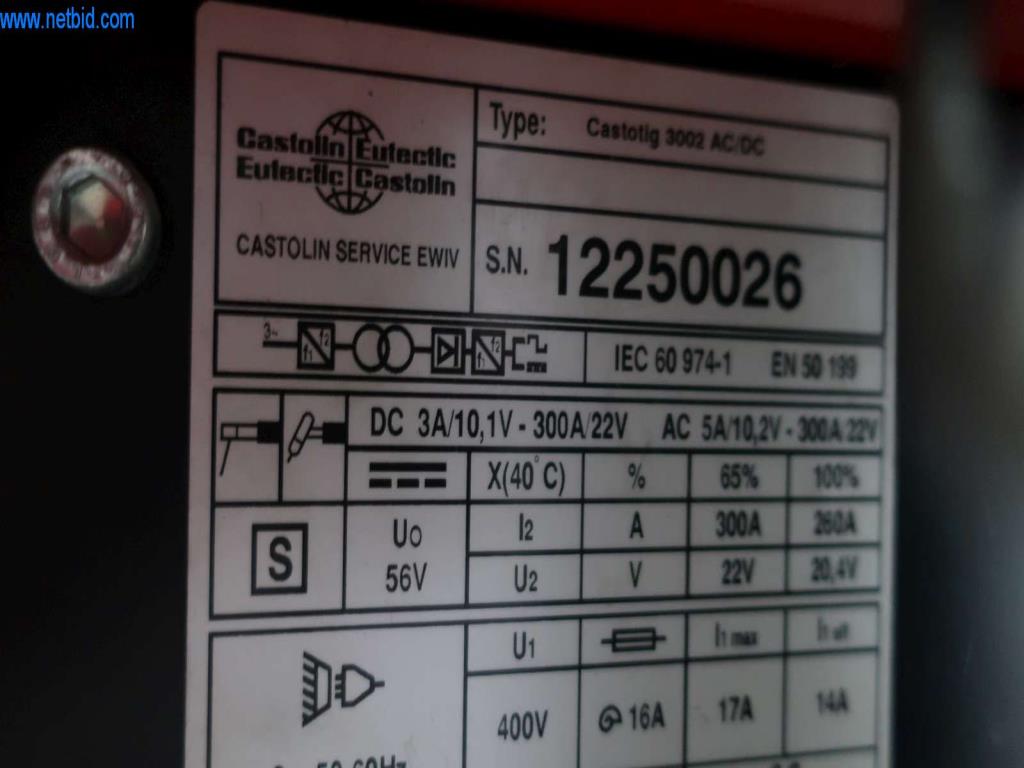 www.netbid.com
Castolin Eutectic
Eutectic Castolin
CASTOLIN SERVICE EWIV
Type: Castotig 3002 AC/DC
S.N. 12250026
3~ f1 f2 f1 f2
IEC 60 974-1 EN 50 199
DC 3A/10,1V - 300A/22V AC 5A/10,2V - 300A/22V
X(40°C) % 65% 100%
S
U0 I2 A 300A 260A
56V U2 V 22V 20,4V
U1 I1 max I1 eff
400V 16A 17A 14A
50-60Hz